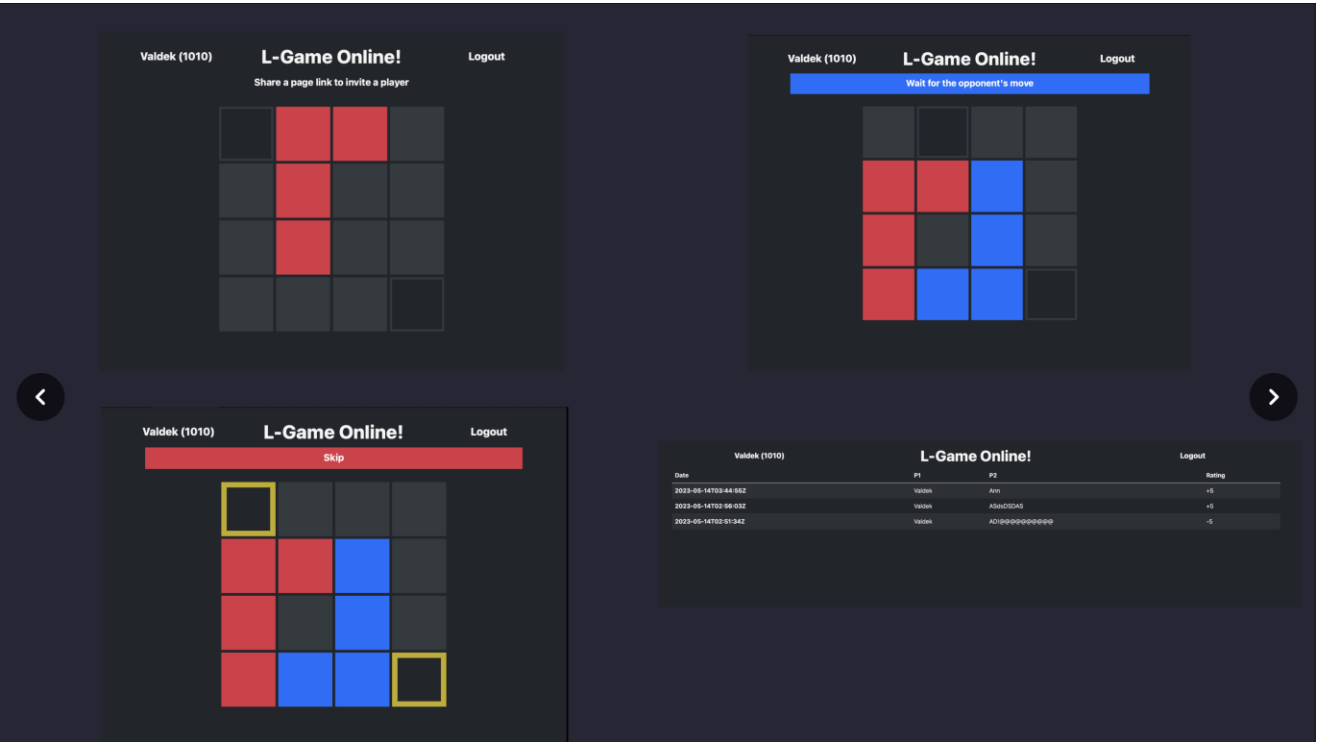 Valdek (1010) L-Game Online! Logout
Share a page link to invite a player
Valdek (1010) L-Game Online! Logout
Wait for the opponent's move
Valdek (1010) L-Game Online! Logout
Skip
Valdek (1010) L-Game Online! Logout
Date P1 P2 Rating
2023-05-14T03:44:55Z Valdek Ann +5
2023-05-14T02:56:03Z Valdek ASdsDSDAS +5
2023-05-14T02:51:34Z Valdek -5